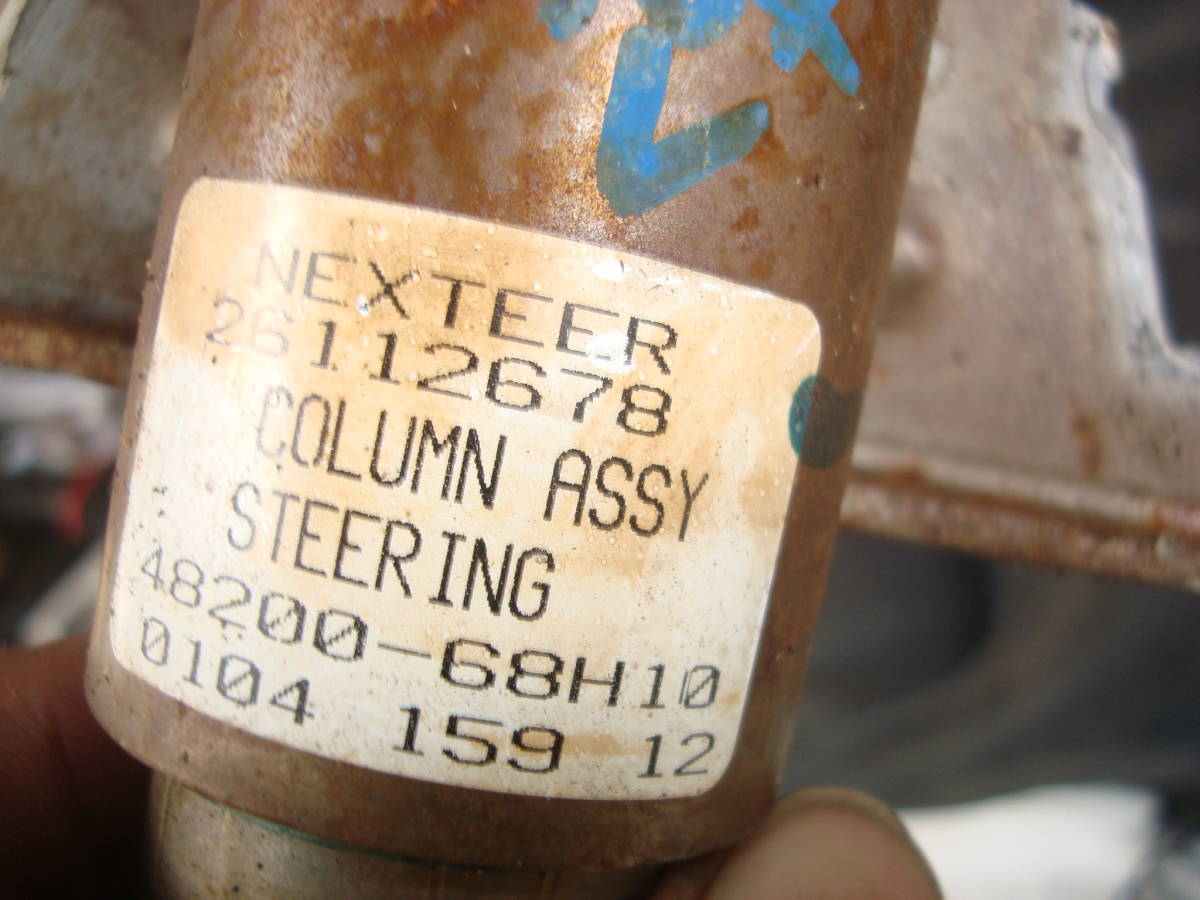 NEXTEER
26112678
COLUMN ASSY
STEERING
48200-68H10
0104 159 12